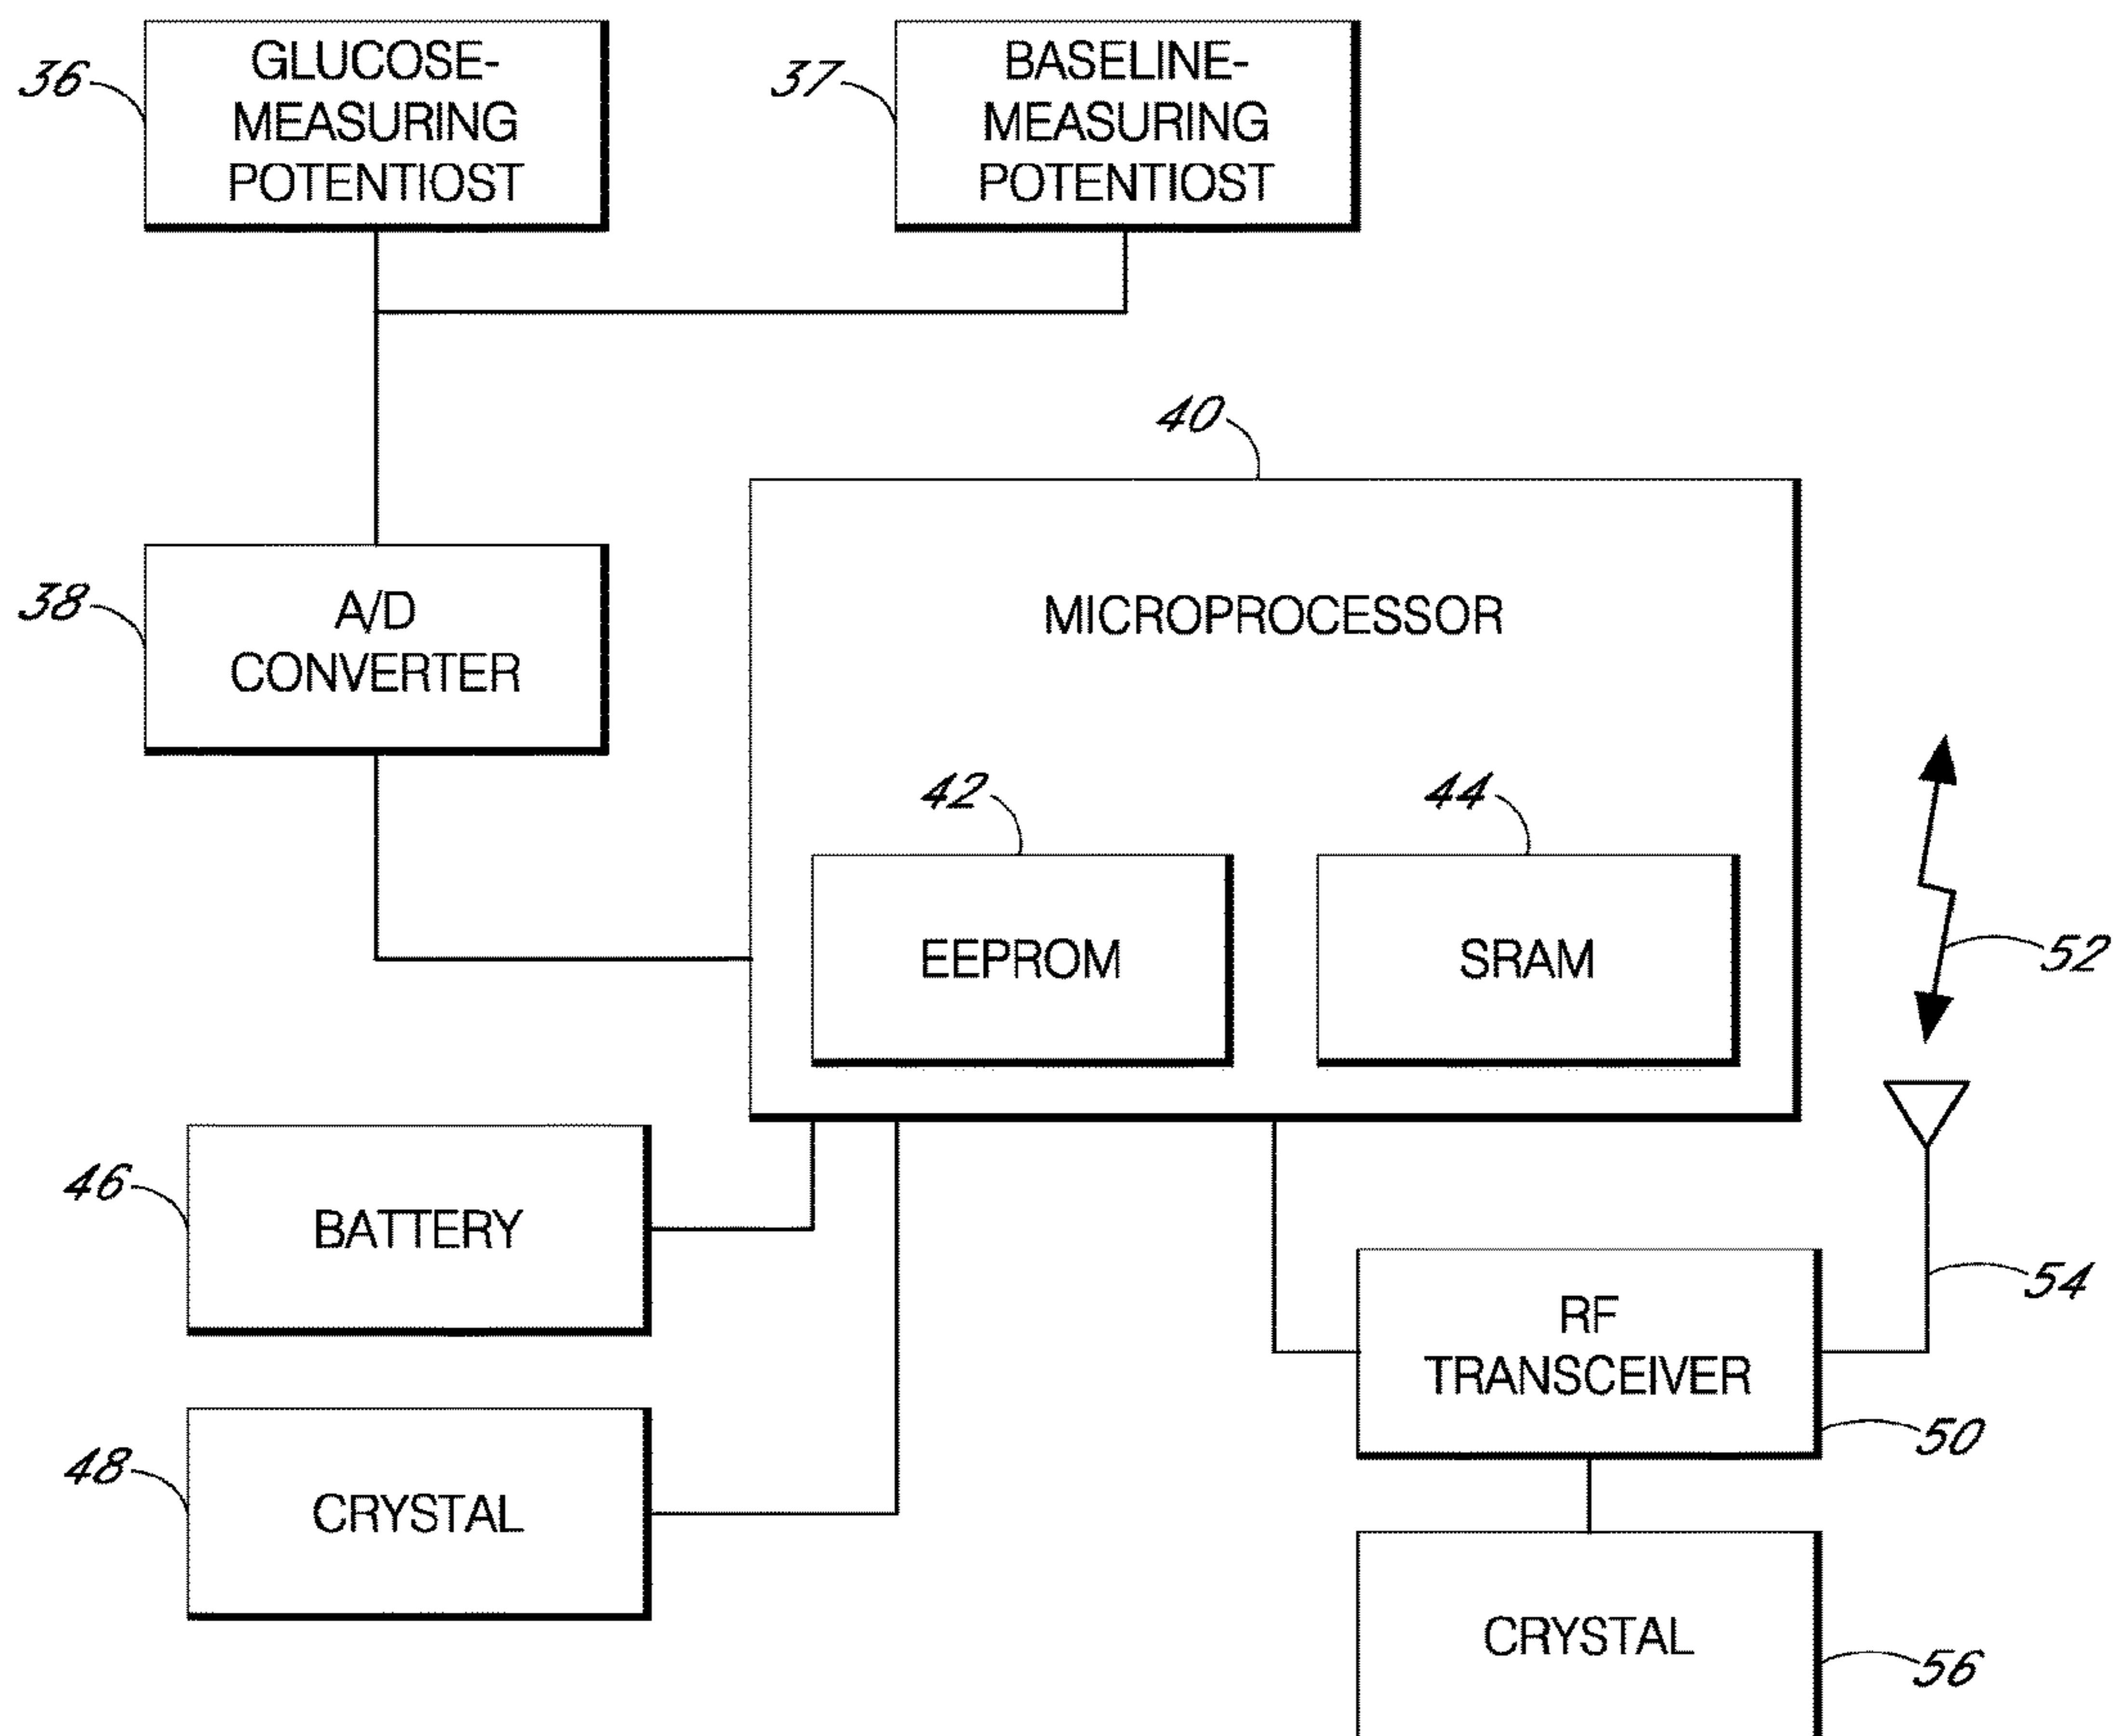 36
GLUCOSE-
MEASURING
POTENTIOST
37
BASELINE-
MEASURING
POTENTIOST
40
38
A/D
CONVERTER
MICROPROCESSOR
42
44
EEPROM
SRAM
52
46
BATTERY
54
RF
TRANSCEIVER
50
48
CRYSTAL
CRYSTAL
56